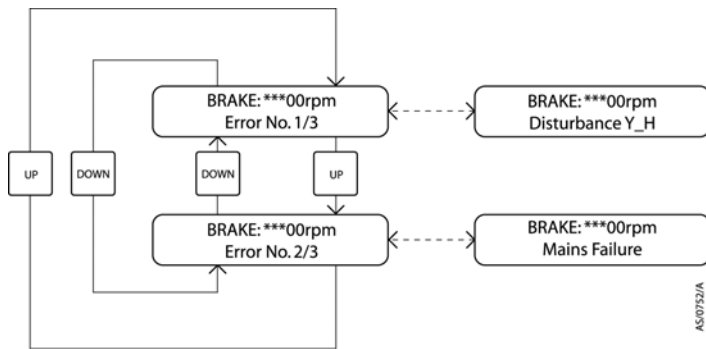 BRAKE: ***00rpm
Error No. 1/3
BRAKE: ***00rpm
Disturbance Y_H
UP
DOWN
DOWN
UP
BRAKE: ***00rpm
Error No. 2/3
BRAKE: ***00rpm
Mains Failure
AS/0752/A